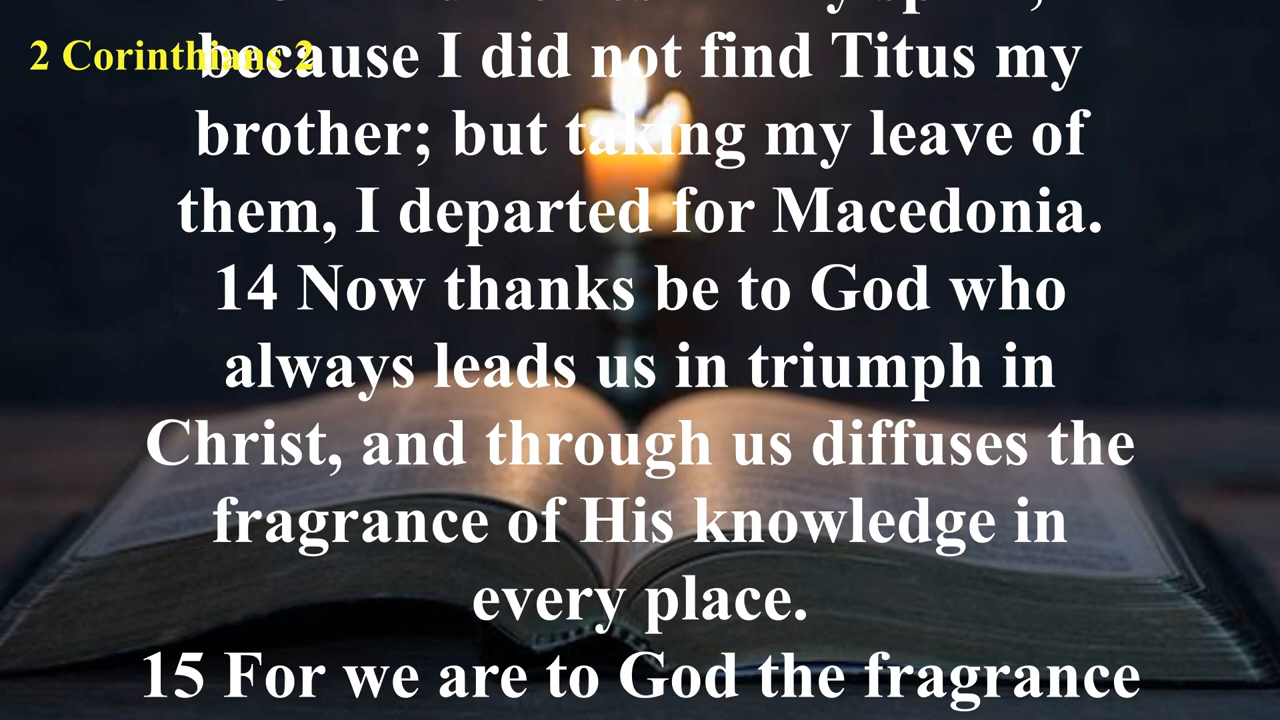 2 Corinthians 2
because I did not find Titus my
brother; but taking my leave of
them, I departed for Macedonia.
14 Now thanks be to God who
always leads us in triumph in
Christ, and through us diffuses the
fragrance of His knowledge in
every place.
15 For we are to God the fragrance